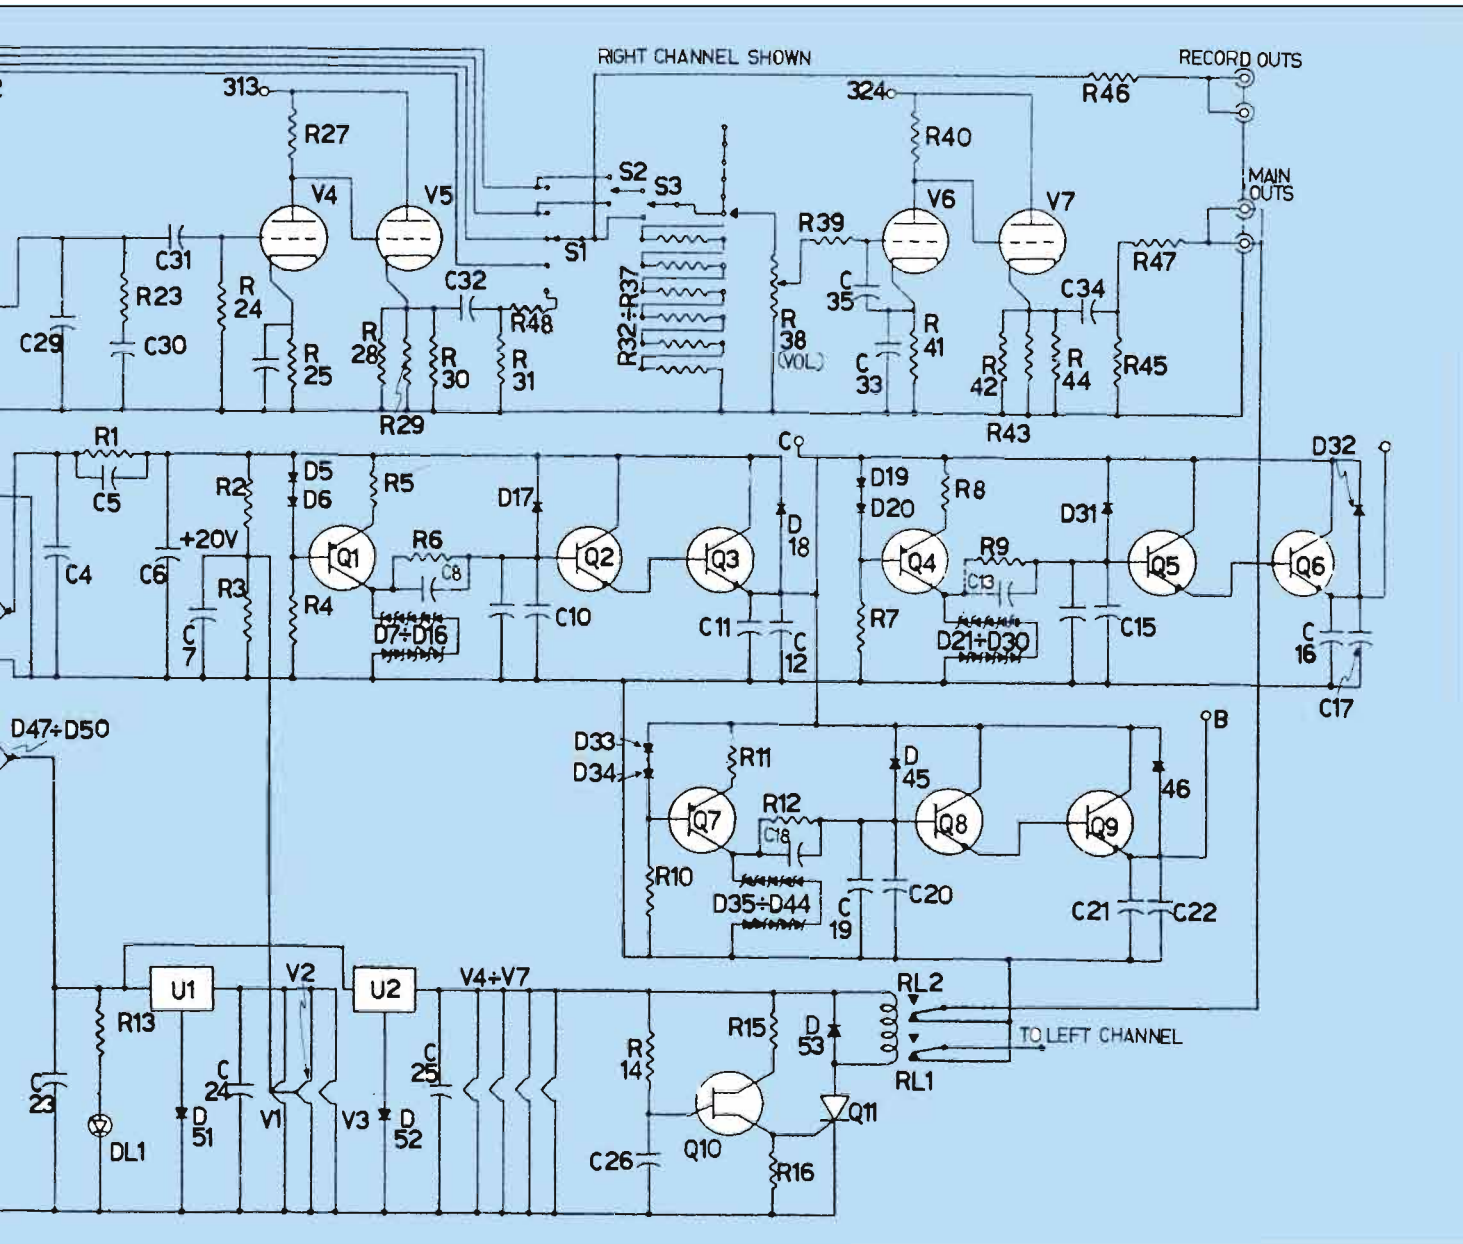 RIGHT CHANNEL SHOWN
RECORD OUTS
313
324
R46
R27
R40
V4
V5
S2
S3
MAIN
OUTS
V6
V7
R39
C31
S1
R47
R
24
R23
C32
C
35
C34
C29
C30
R48
R32÷R37
R
28
R
25
R
30
R
31
R
38
(VOL)
C
33
R
41
R
42
R
44
R45
R29
R43
R1
C
D32
C5
R2
D5
D6
R5
D17
D19
D20
R8
D31
D
18
+20V
Q1
R6
C8
Q2
Q3
Q4
R9
C13
Q5
Q6
C4
C6
R3
R4
C
7
D7÷D16
C10
C11
C
12
R7
D21÷D30
C15
C
16
C17
D47÷D50
B
D33
D34
R11
D
45
46
Q7
R12
C18
Q8
Q9
R10
D35÷D44
C
19
C20
C21
C22
V2
V4÷V7
RL2
U1
U2
R13
R15
D
53
TO LEFT CHANNEL
R
14
C
23
C
24
C
25
RL1
V1
V3
D
51
D
52
Q11
DL1
Q10
C26
R16